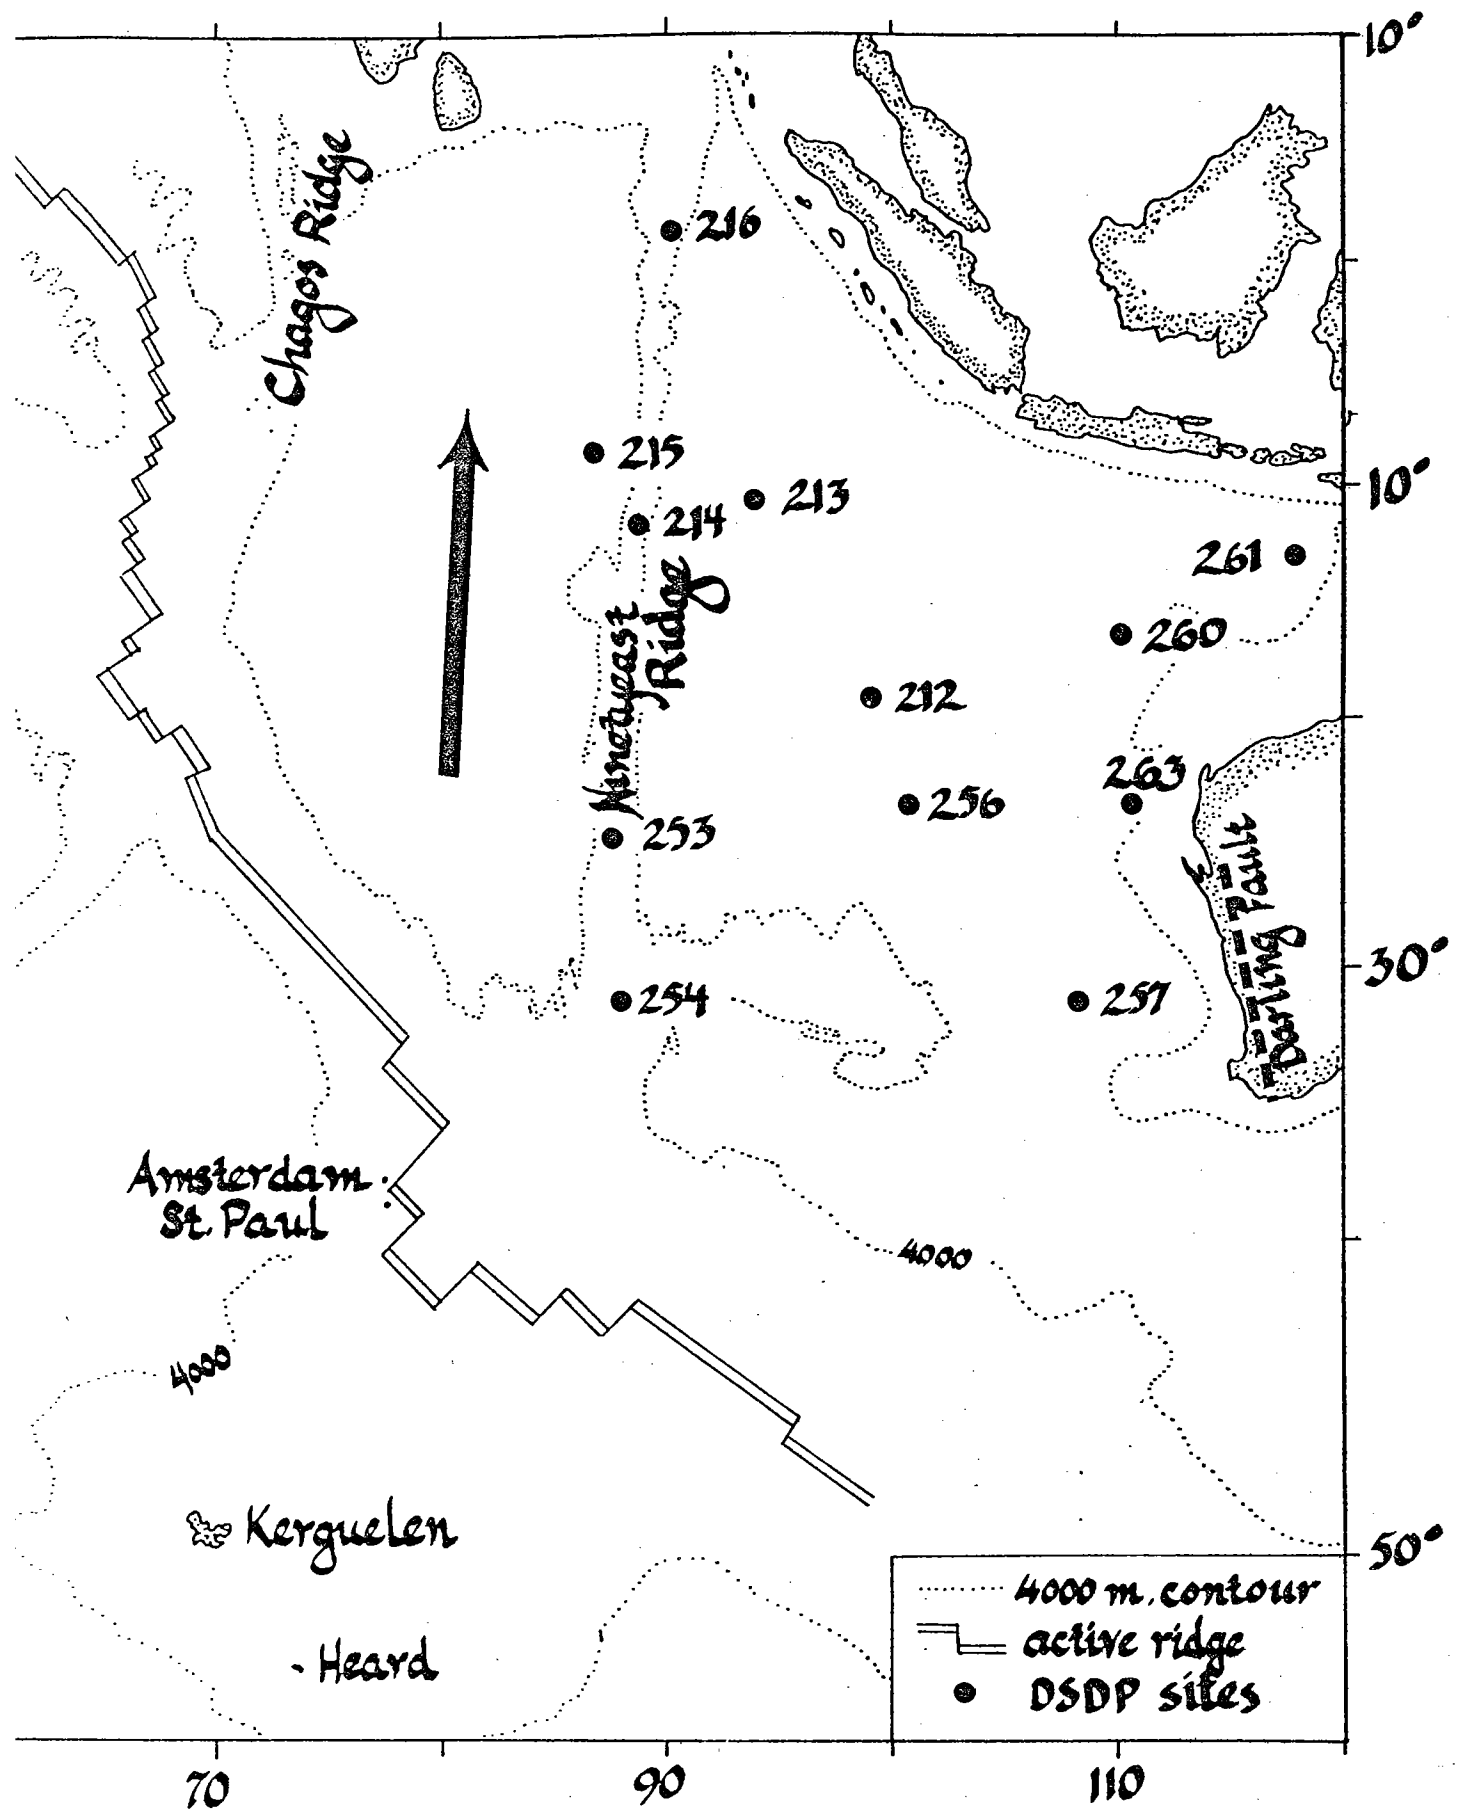 10°
Chagos Ridge
216
215
213
10°
214
261
Ninetyeast
Ridge
260
212
263
256
253
Darling Fault
30°
254
257
Amsterdam
St. Paul
4000
4000
Kerguelen
50°
4000 m. contour
active ridge
Heard
DSDP sites
70
90
110